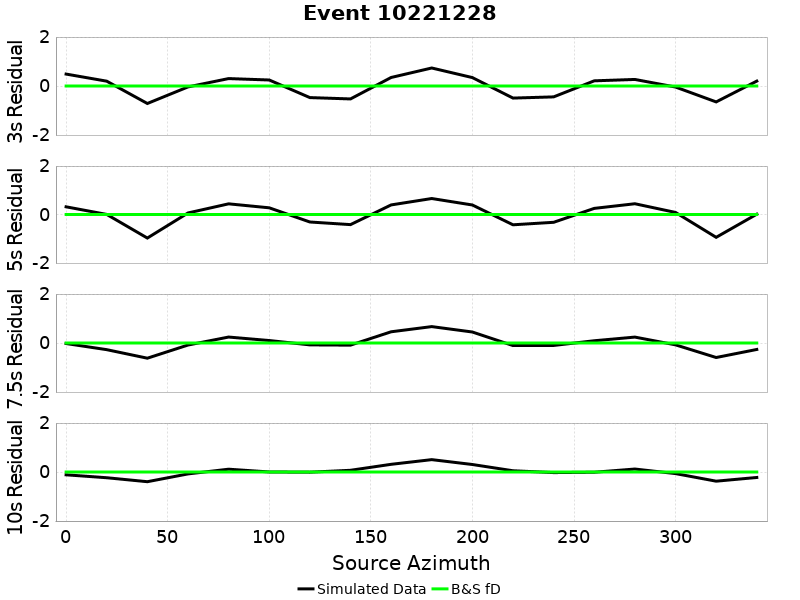 Event 10221228
3s Residual
2
0
-2
5s Residual
2
0
-2
7.5s Residual
2
0
-2
10s Residual
2
0
-2
0 50 100 150 200 250 300
Source Azimuth
Simulated Data B&S fD